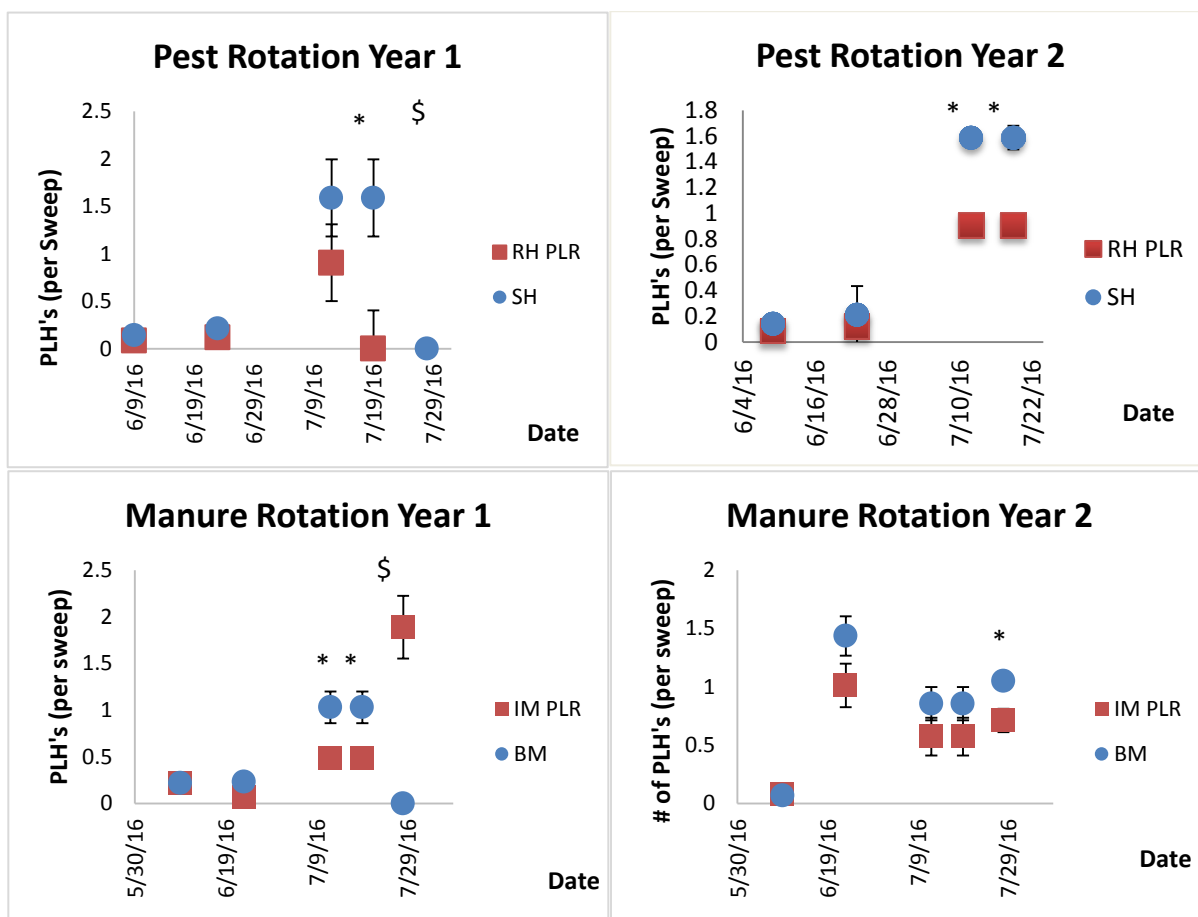 Pest Rotation Year 1
2.5
* $
2
1.5
1
0.5
0
PLH's (per Sweep)
RH PLR
SH
6/9/16
6/19/16
6/29/16
7/9/16
7/19/16
7/29/16
Date
Pest Rotation Year 2
1.8
* *
1.6
1.4
1.2
1
0.8
0.6
0.4
0.2
0
PLH's (per Sweep)
RH PLR
SH
6/4/16
6/16/16
6/28/16
7/10/16
7/22/16
Date
Manure Rotation Year 1
2.5
$
2
1.5
* *
1
0.5
0
PLH's (per sweep)
IM PLR
BM
5/30/16
6/19/16
7/9/16
7/29/16
Date
Manure Rotation Year 2
2
1.5
*
1
0.5
0
# of PLH's (per sweep)
IM PLR
BM
5/30/16
6/19/16
7/9/16
7/29/16
Date